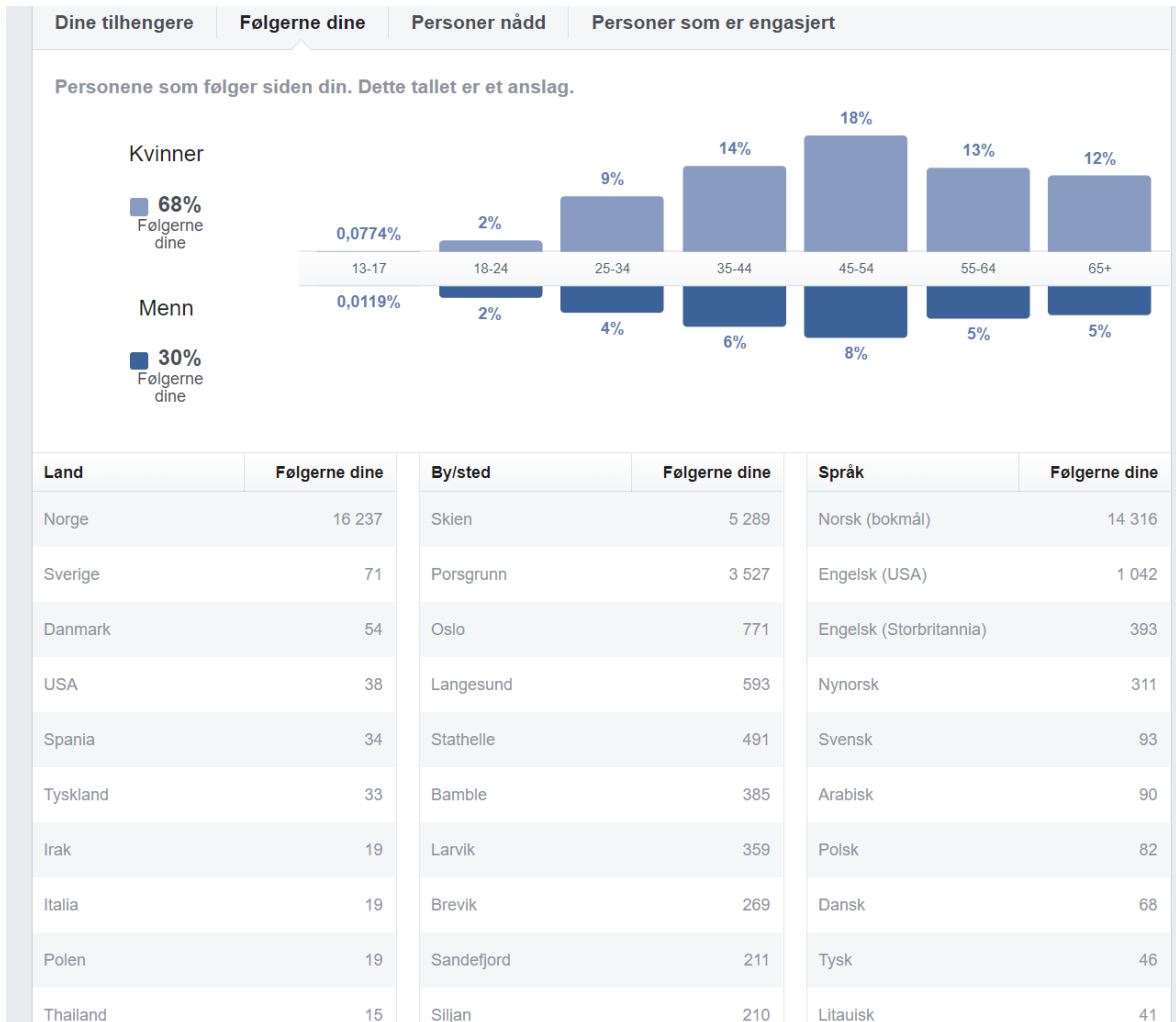 Dine tilhengere Følgerne dine Personer nådd Personer som er engasjert
Personene som følger siden din. Dette tallet er et anslag.
Kvinner
68%
Følgerne
dine
0,0774% 2% 9% 14% 18% 13% 12%
13-17 18-24 25-34 35-44 45-54 55-64 65+
0,0119% 2% 4% 6% 8% 5% 5%
Menn
30%
Følgerne
dine
Land Følgerne dine
Norge 16 237
Sverige 71
Danmark 54
USA 38
Spania 34
Tyskland 33
Irak 19
Italia 19
Polen 19
Thailand 15
By/sted Følgerne dine
Skien 5 289
Porsgrunn 3 527
Oslo 771
Langesund 593
Stathelle 491
Bamble 385
Larvik 359
Brevik 269
Sandefjord 211
Siljan 210
Språk Følgerne dine
Norsk (bokmål) 14 316
Engelsk (USA) 1 042
Engelsk (Storbritannia) 393
Nynorsk 311
Svensk 93
Arabisk 90
Polsk 82
Dansk 68
Tysk 46
Litauisk 41